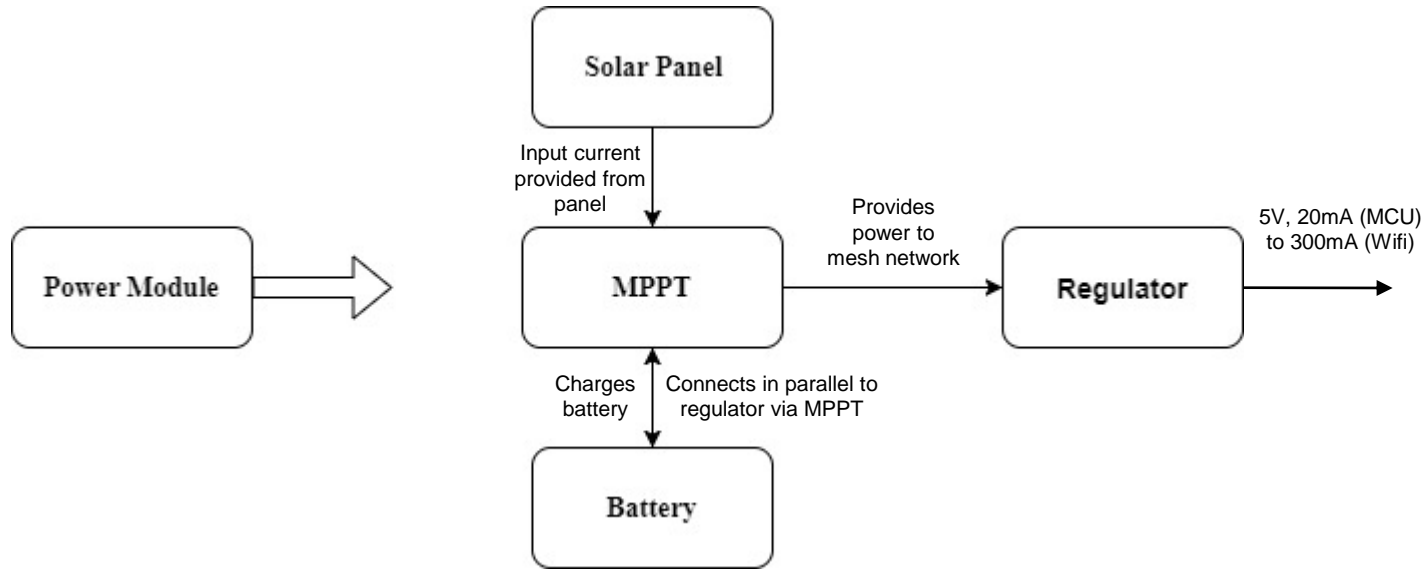 Solar Panel
Input current
provided from
panel
Power Module
MPPT
Provides
power to
mesh network
Regulator
5V, 20mA (MCU)
to 300mA (Wifi)
Charges
battery
Connects in parallel to
regulator via MPPT
Battery